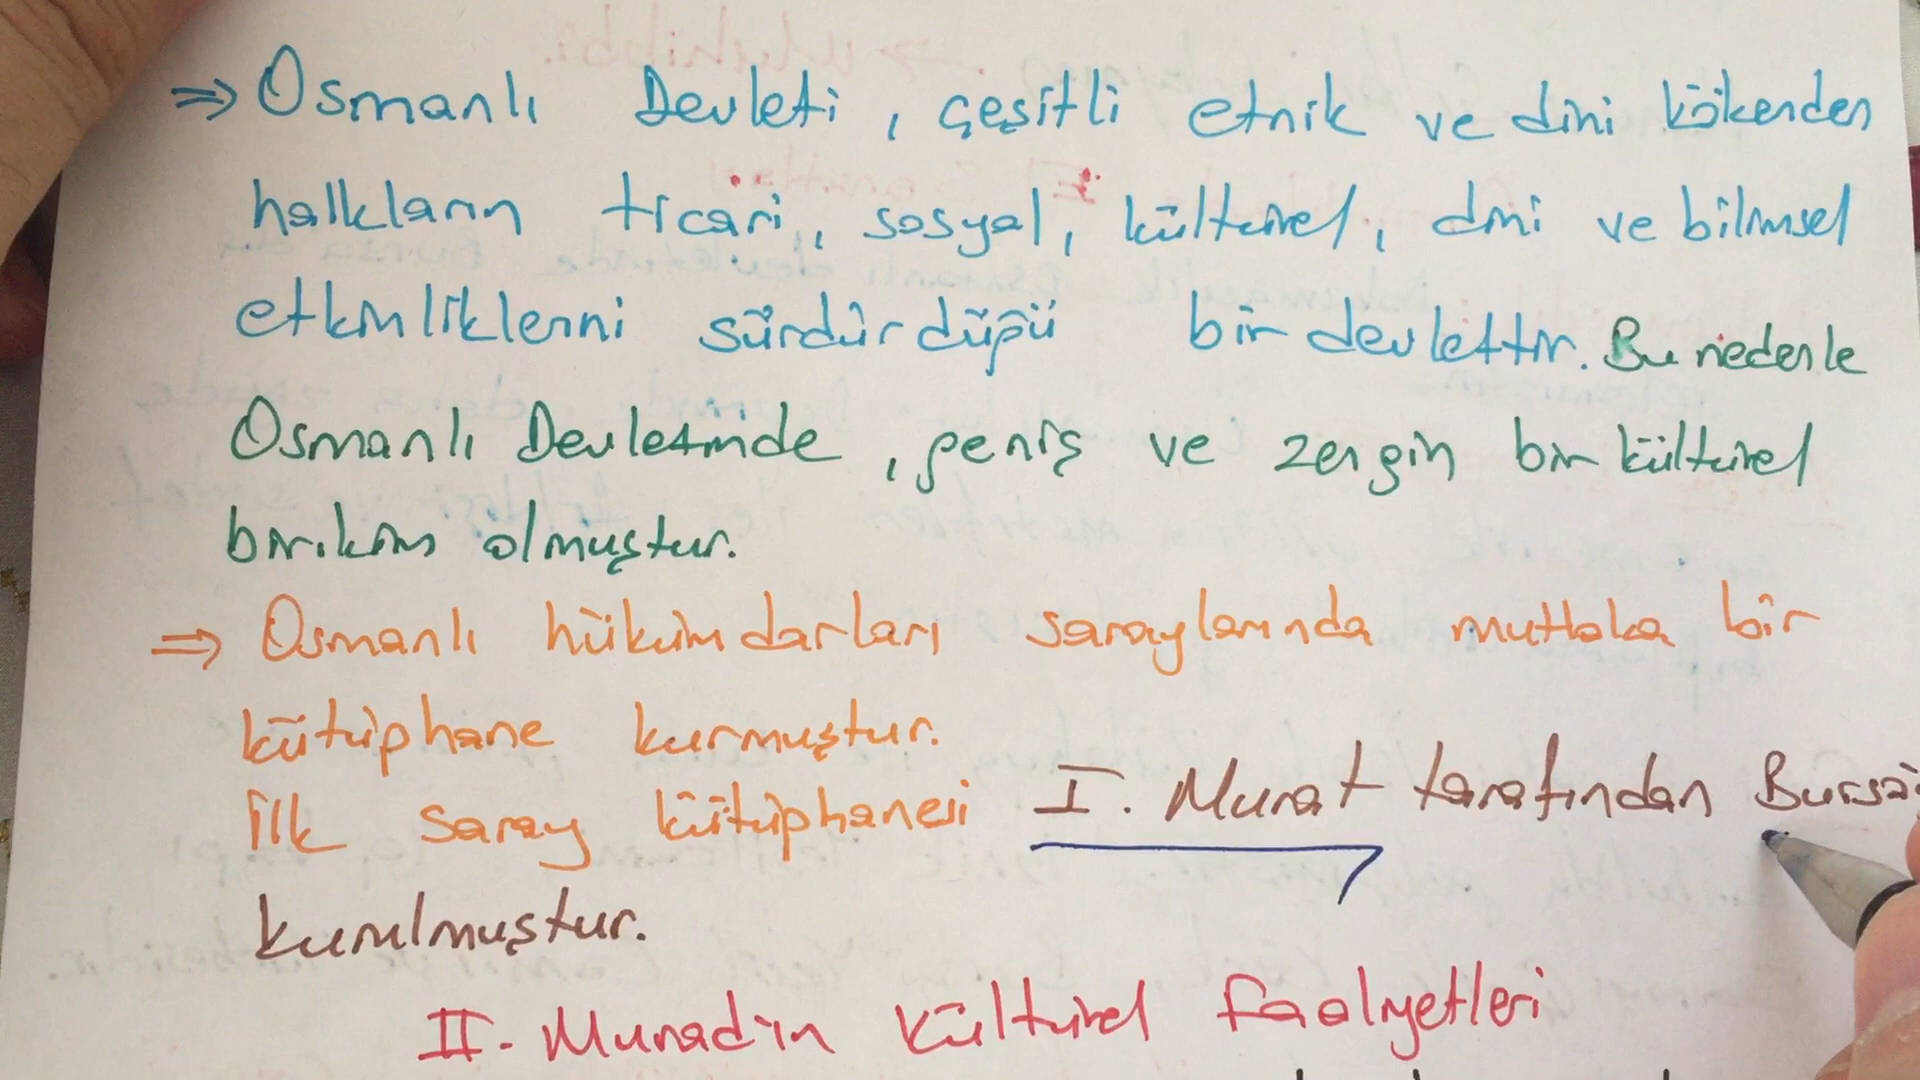 ⇒ Osmanlı Devleti, çeşitli etnik ve dini kökenden
halkların ticari, sosyal, kültürel, dini ve bilimsel
etkinliklerini sürdürdüğü bir devlettir. Bu nedenle
Osmanlı Devletinde, geniş ve zengin bir kültürel
birikim olmuştur.
⇒ Osmanlı hükümdarları saraylarında mutlaka bir
kütüphane kurmuştur.
İlk saray kütüphanesi I. Murat tarafından
kurulmuştur.
II. Murad'ın kültürel faaliyetleri